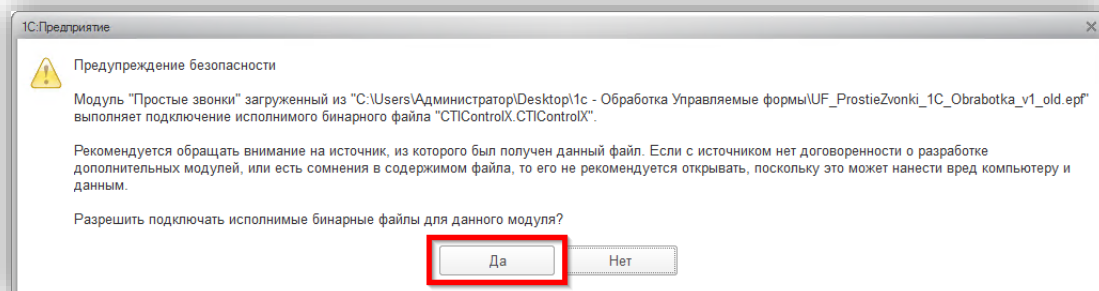 1С:Предприятие
Предупреждение безопасности
Модуль "Простые звонки" загруженный из "C:\Users\Администратор\Desktop\1с - Обработка Управляемые формы\UF_ProstieZvonki_1C_Obrabotka_v1_old.epf"
выполняет подключение исполнимого бинарного файла "CTIControlX.CTIControlX".
Рекомендуется обращать внимание на источник, из которого был получен данный файл. Если с источником нет договоренности о разработке
дополнительных модулей, или есть сомнения в содержимом файла, то его не рекомендуется открывать, поскольку это может нанести вред компьютеру и
данным.
Разрешить подключать исполнимые бинарные файлы для данного модуля?
Да Нет